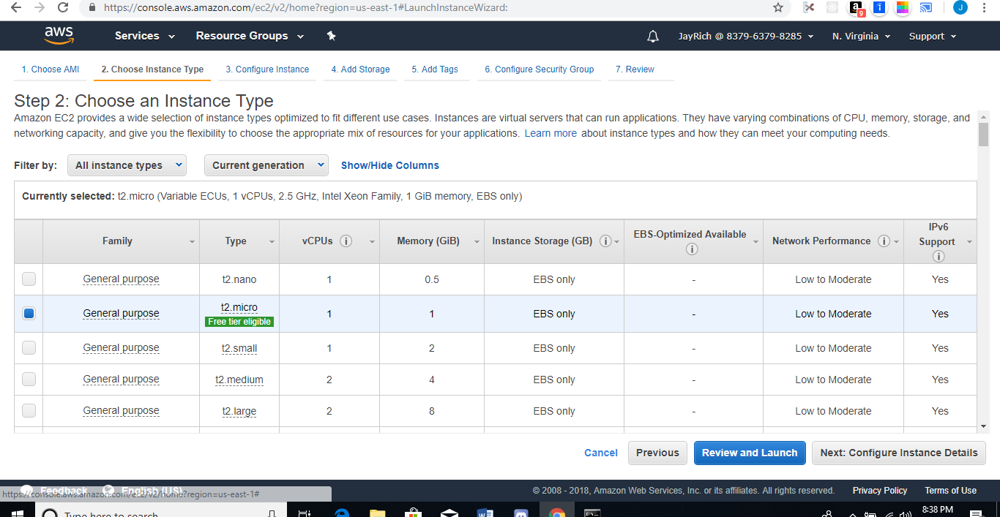 https://console.aws.amazon.com/ec2/v2/home?region=us-east-1#LaunchInstanceWizard:
a 9 J
aws Services Resource Groups JayRich @ 8379-6379-8285 N. Virginia Support
1. Choose AMI 2. Choose Instance Type 3. Configure Instance 4. Add Storage 5. Add Tags 6. Configure Security Group 7. Review
Step 2: Choose an Instance Type
Amazon EC2 provides a wide selection of instance types optimized to fit different use cases. Instances are virtual servers that can run applications. They have varying combinations of CPU, memory, storage, and
networking capacity, and give you the flexibility to choose the appropriate mix of resources for your applications. Learn more about instance types and how they can meet your computing needs.
Filter by: All instance types Current generation Show/Hide Columns
Currently selected: t2.micro (Variable ECUs, 1 vCPUs, 2.5 GHz, Intel Xeon Family, 1 GiB memory, EBS only)
Family Type vCPUs i Memory (GiB) Instance Storage (GB) i EBS-Optimized Available i Network Performance i IPv6 Support i
General purpose t2.nano 1 0.5 EBS only - Low to Moderate Yes
General purpose t2.micro 1 1 EBS only - Low to Moderate Yes
Free tier eligible
General purpose t2.small 1 2 EBS only - Low to Moderate Yes
General purpose t2.medium 2 4 EBS only - Low to Moderate Yes
General purpose t2.large 2 8 EBS only - Low to Moderate Yes
Cancel Previous Review and Launch Next: Configure Instance Details
Feedback English (US) © 2008 - 2018, Amazon Web Services, Inc. or its affiliates. All rights reserved. Privacy Policy Terms of Use
https://console.aws.amazon.com/ec2/v2/home?region=us-east-1#
Type here to search 8:38 PM